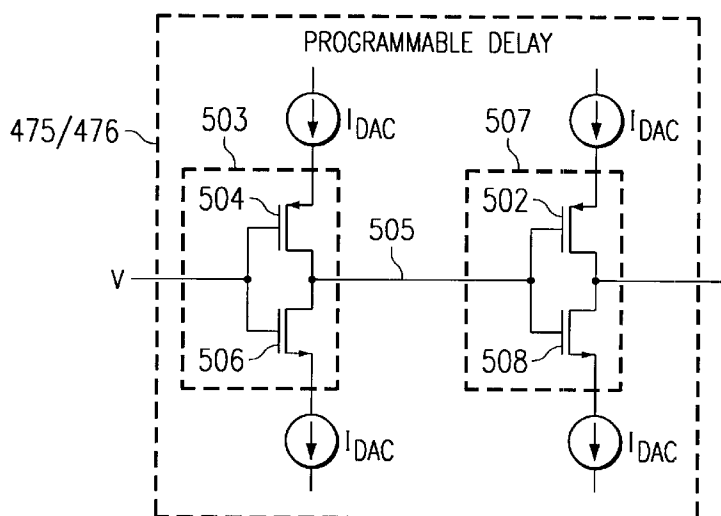 PROGRAMMABLE DELAY
475/476
503
I_DAC
507
I_DAC
504
502
505
V
506
508
I_DAC
I_DAC